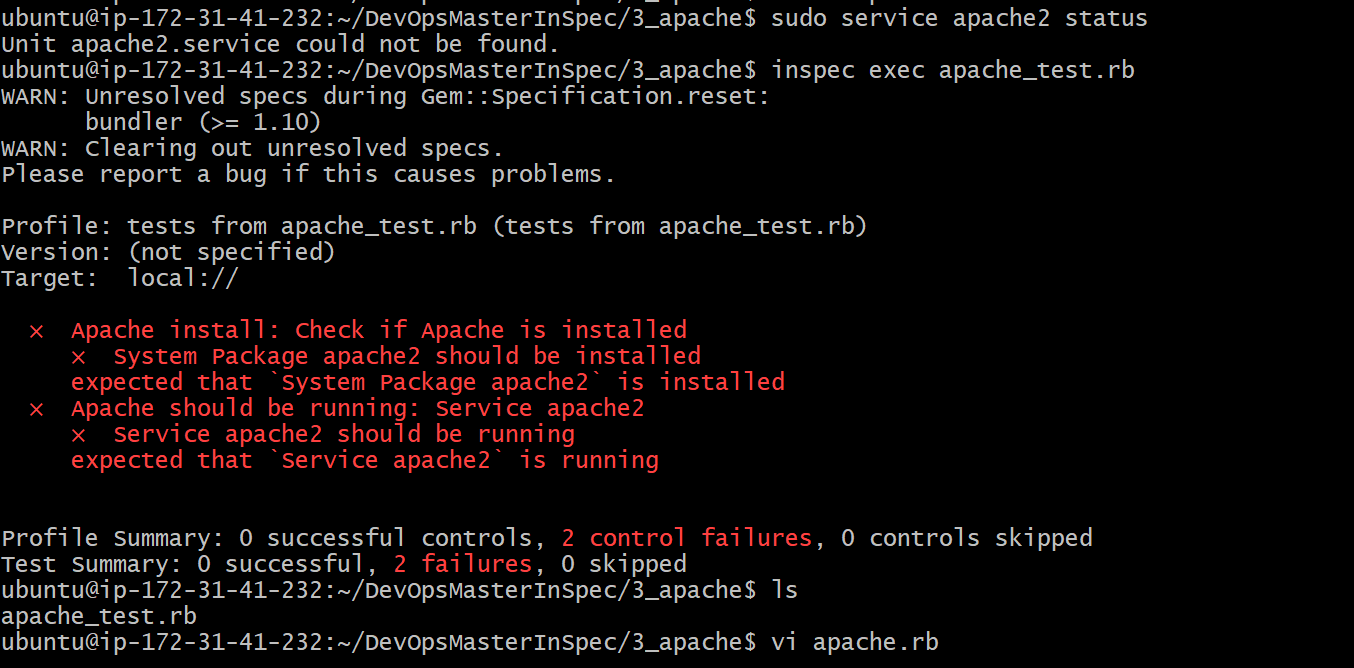 ubuntu@ip-172-31-41-232:~/DevOpsMasterInSpec/3_apache$ sudo service apache2 status
Unit apache2.service could not be found.
ubuntu@ip-172-31-41-232:~/DevOpsMasterInSpec/3_apache$ inspec exec apache_test.rb
WARN: Unresolved specs during Gem::Specification.reset:
      bundler (>= 1.10)
WARN: Clearing out unresolved specs.
Please report a bug if this causes problems.
Profile: tests from apache_test.rb (tests from apache_test.rb)
Version: (not specified)
Target:  local://
  ×  Apache install: Check if Apache is installed
     ×  System Package apache2 should be installed
     expected that `System Package apache2` is installed
  ×  Apache should be running: Service apache2
     ×  Service apache2 should be running
     expected that `Service apache2` is running
Profile Summary: 0 successful controls, 2 control failures, 0 controls skipped
Test Summary: 0 successful, 2 failures, 0 skipped
ubuntu@ip-172-31-41-232:~/DevOpsMasterInSpec/3_apache$ ls
apache_test.rb
ubuntu@ip-172-31-41-232:~/DevOpsMasterInSpec/3_apache$ vi apache.rb